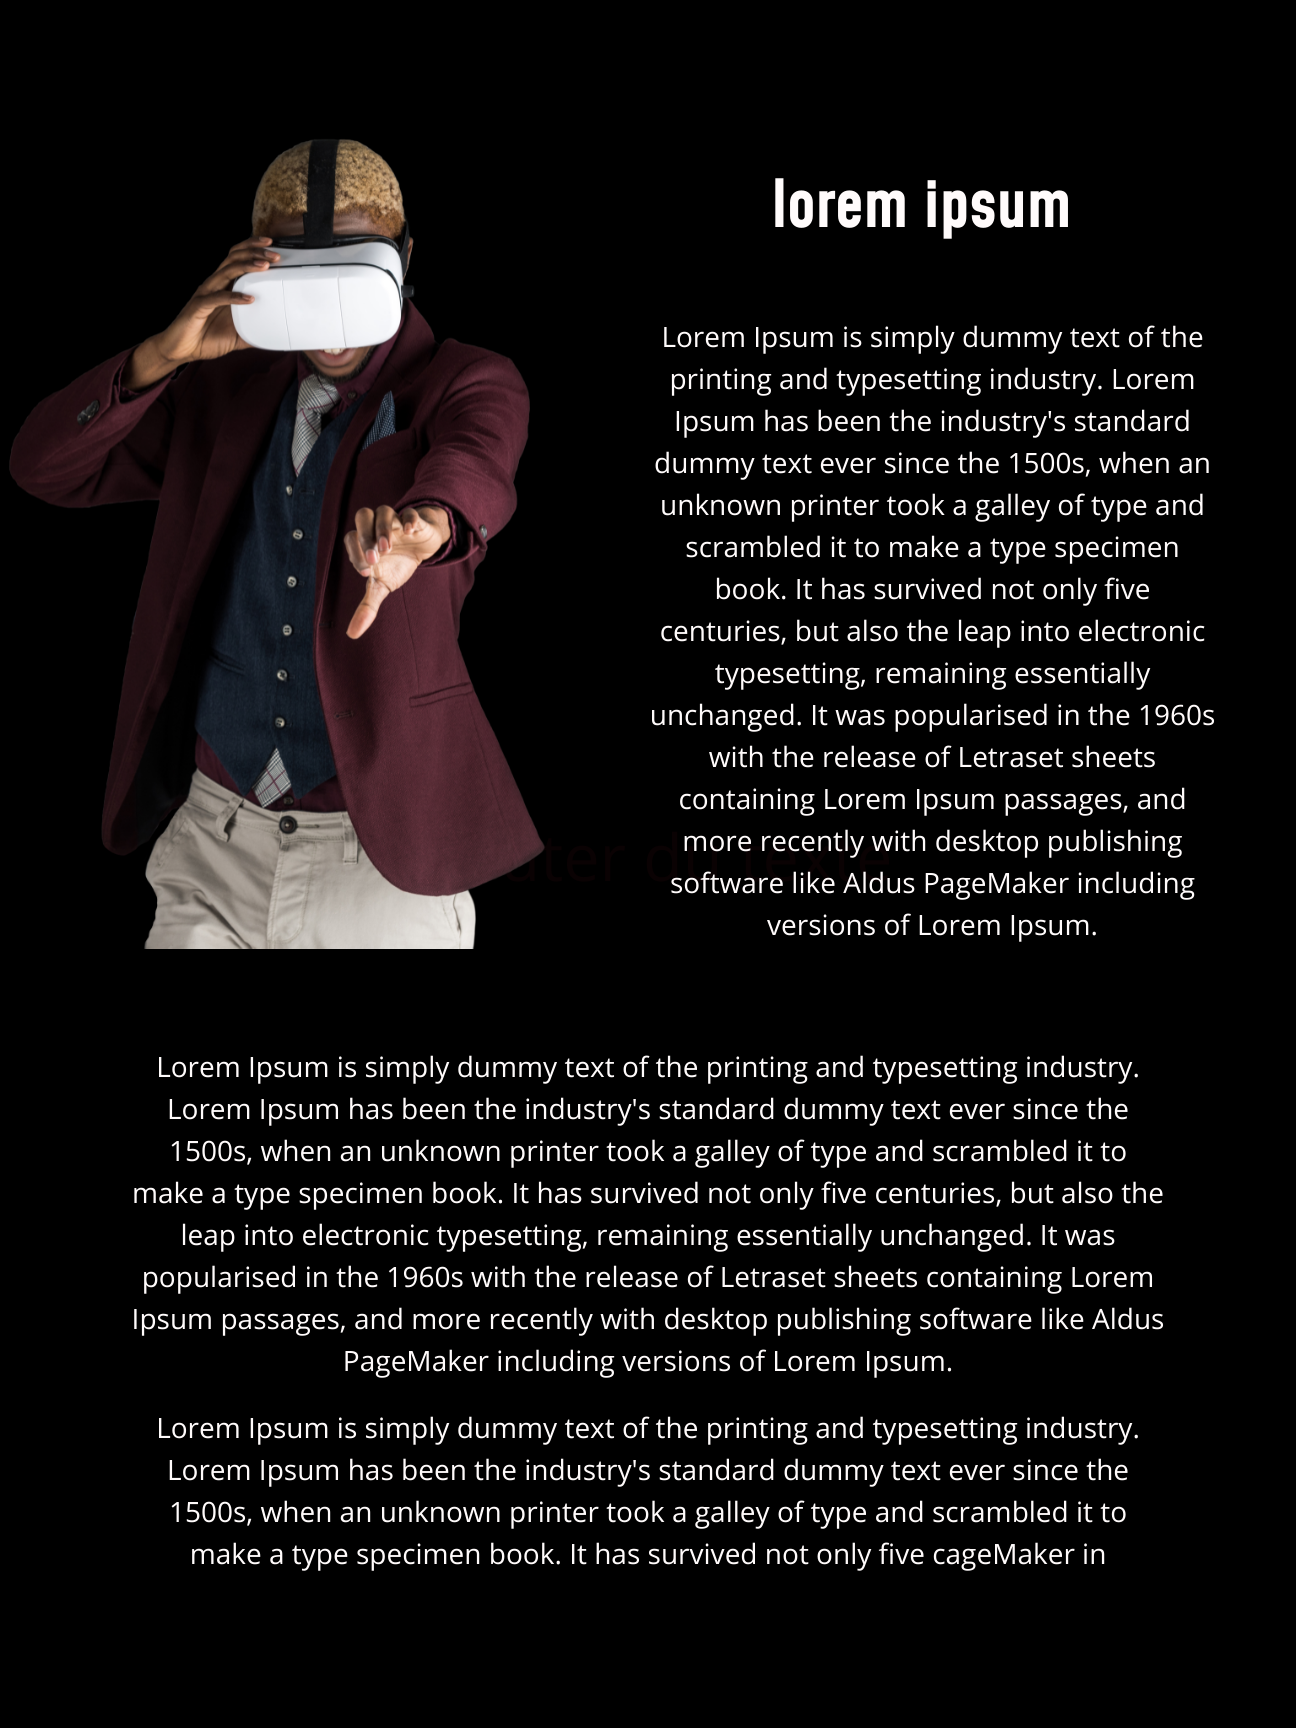 lorem ipsum
Lorem Ipsum is simply dummy text of the
printing and typesetting industry. Lorem
Ipsum has been the industry's standard
dummy text ever since the 1500s, when an
unknown printer took a galley of type and
scrambled it to make a type specimen
book. It has survived not only five
centuries, but also the leap into electronic
typesetting, remaining essentially
unchanged. It was popularised in the 1960s
with the release of Letraset sheets
containing Lorem Ipsum passages, and
more recently with desktop publishing
software like Aldus PageMaker including
versions of Lorem Ipsum.
Lorem Ipsum is simply dummy text of the printing and typesetting industry.
Lorem Ipsum has been the industry's standard dummy text ever since the
1500s, when an unknown printer took a galley of type and scrambled it to
make a type specimen book. It has survived not only five centuries, but also the
leap into electronic typesetting, remaining essentially unchanged. It was
popularised in the 1960s with the release of Letraset sheets containing Lorem
Ipsum passages, and more recently with desktop publishing software like Aldus
PageMaker including versions of Lorem Ipsum.
Lorem Ipsum is simply dummy text of the printing and typesetting industry.
Lorem Ipsum has been the industry's standard dummy text ever since the
1500s, when an unknown printer took a galley of type and scrambled it to
make a type specimen book. It has survived not only five cageMaker in